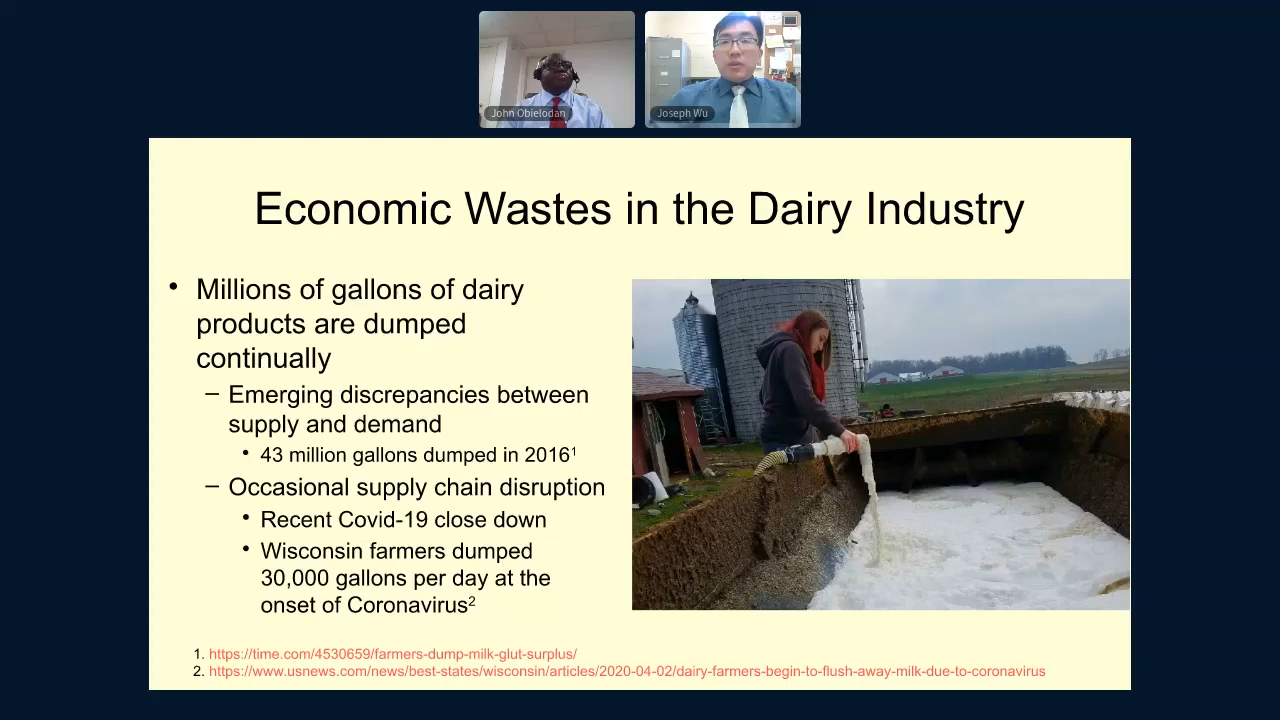 John Obielodan
Joseph Wu
Economic Wastes in the Dairy Industry
• Millions of gallons of dairy
products are dumped
continually
– Emerging discrepancies between
supply and demand
• 43 million gallons dumped in 2016¹
– Occasional supply chain disruption
• Recent Covid-19 close down
• Wisconsin farmers dumped
30,000 gallons per day at the
onset of Coronavirus²
1. https://time.com/4530659/farmers-dump-milk-glut-surplus/
2. https://www.usnews.com/news/best-states/wisconsin/articles/2020-04-02/dairy-farmers-begin-to-flush-away-milk-due-to-coronavirus